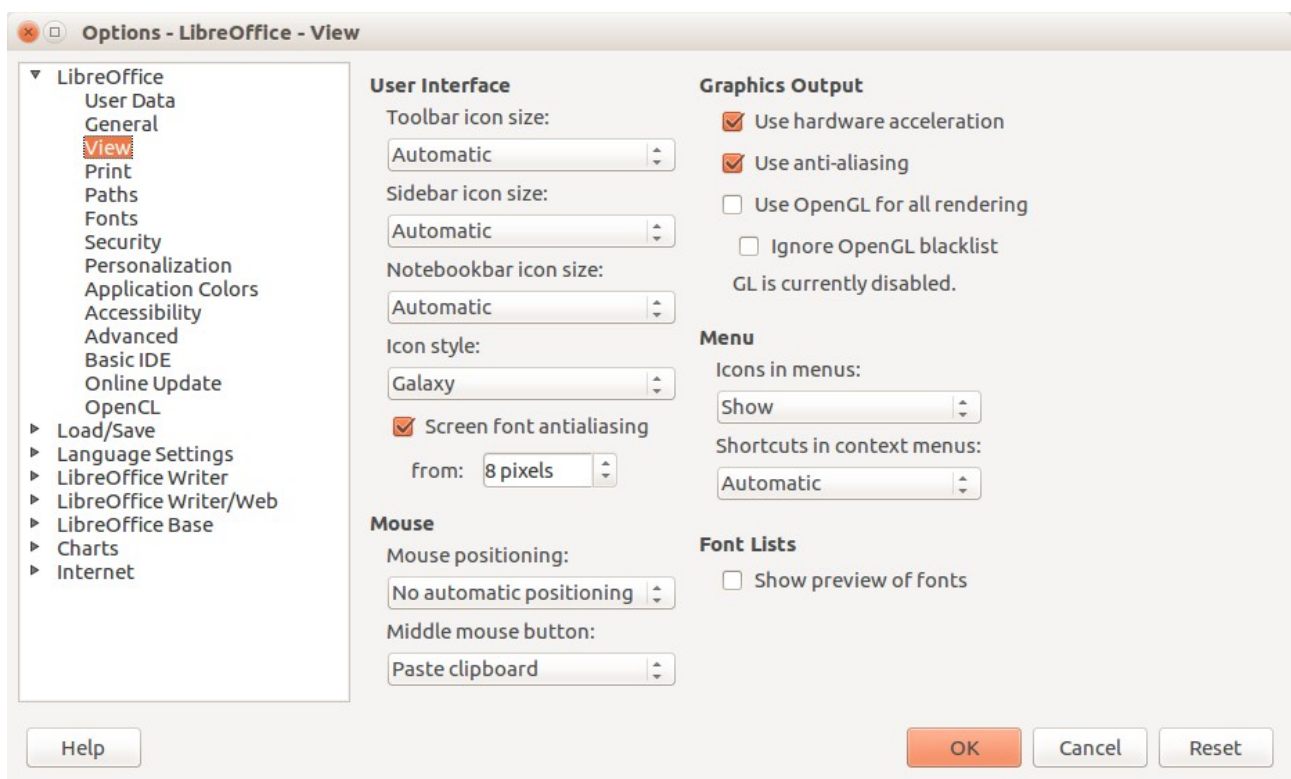 Options - LibreOffice - View
LibreOffice
User Data
General
View
Print
Paths
Fonts
Security
Personalization
Application Colors
Accessibility
Advanced
Basic IDE
Online Update
OpenCL
Load/Save
Language Settings
LibreOffice Writer
LibreOffice Writer/Web
LibreOffice Base
Charts
Internet
User Interface
Toolbar icon size:
Automatic
Sidebar icon size:
Automatic
Notebookbar icon size:
Automatic
Icon style:
Galaxy
Screen font antialiasing
from: 8 pixels
Mouse
Mouse positioning:
No automatic positioning
Middle mouse button:
Paste clipboard
Graphics Output
Use hardware acceleration
Use anti-aliasing
Use OpenGL for all rendering
Ignore OpenGL blacklist
GL is currently disabled.
Menu
Icons in menus:
Show
Shortcuts in context menus:
Automatic
Font Lists
Show preview of fonts
Help
OK
Cancel
Reset